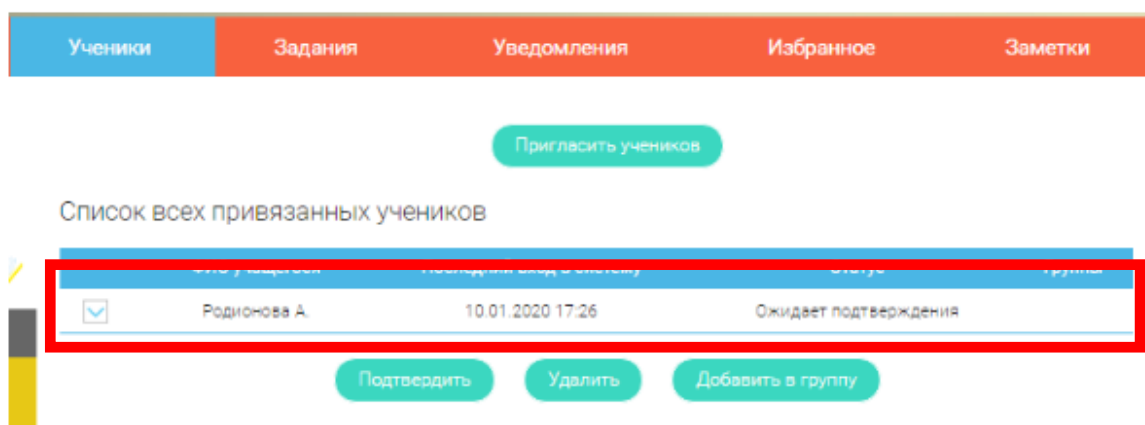 Ученики Задания Уведомления Избранное Заметки
Пригласить учеников
Список всех привязанных учеников
Родионова А. 10.01.2020 17:26 Ожидает подтверждения
Подтвердить Удалить Добавить в группу